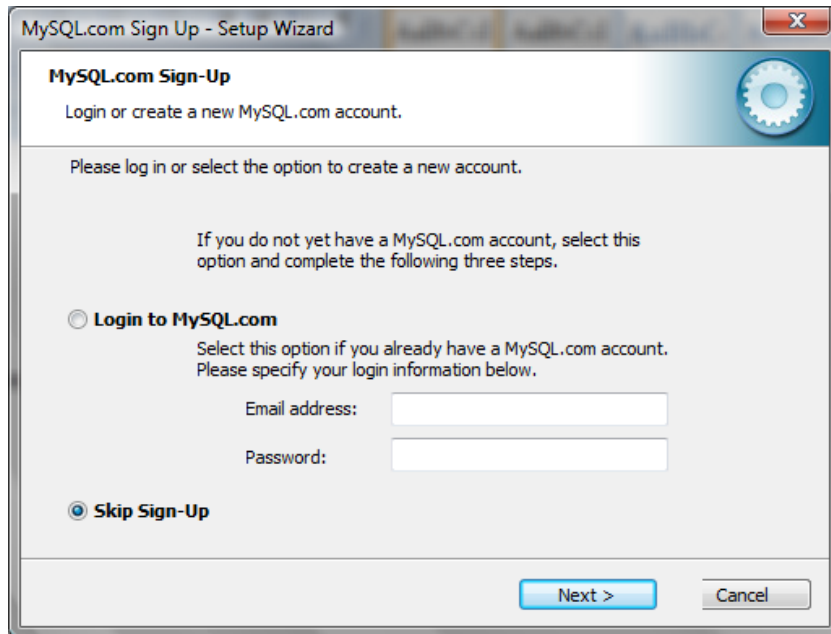 MySQL.com Sign Up - Setup Wizard
MySQL.com Sign-Up
Login or create a new MySQL.com account.
Please log in or select the option to create a new account.
If you do not yet have a MySQL.com account, select this
option and complete the following three steps.
Login to MySQL.com
Select this option if you already have a MySQL.com account.
Please specify your login information below.
Email address:
Password:
Skip Sign-Up
Next >
Cancel